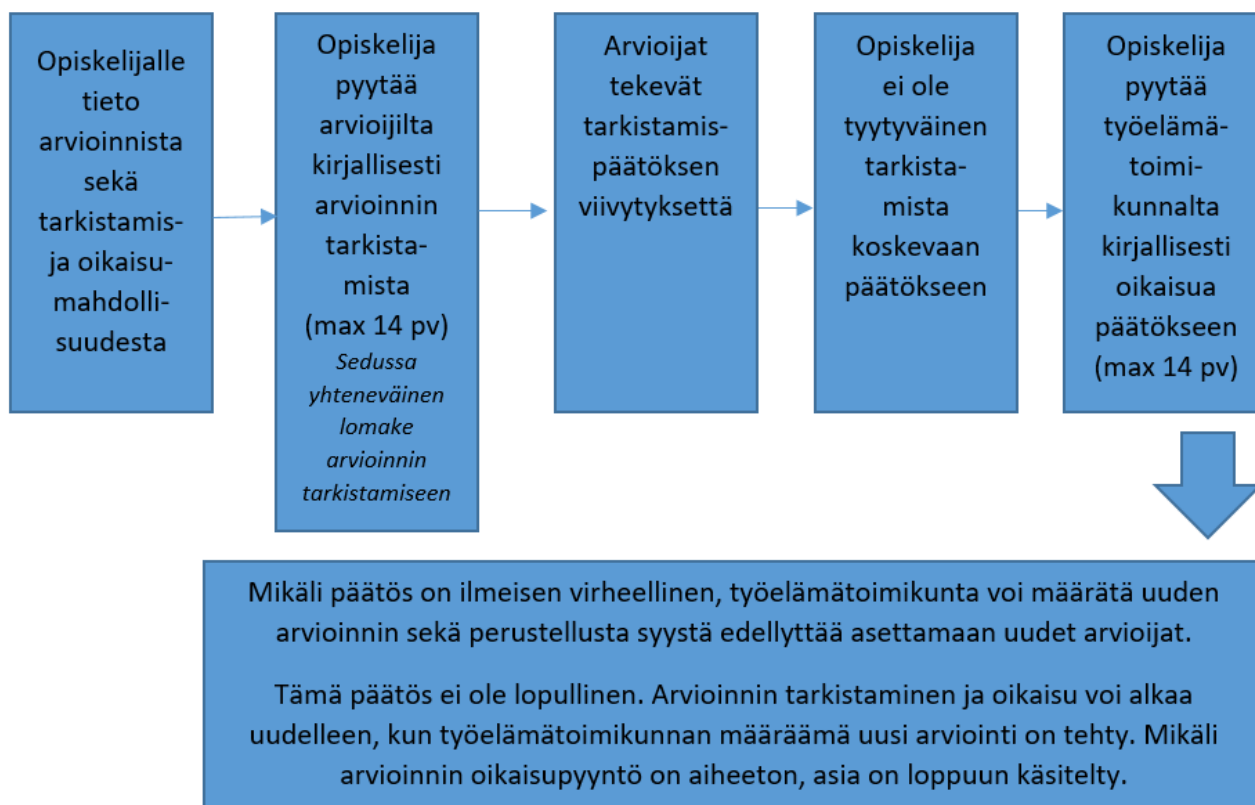 Opiskelijalle
tieto
arvioinnista
sekä
tarkistamis-
ja oikaisu-
mahdolli-
suudesta
Opiskelija
pyytää
arvioijilta
kirjallisesti
arvioinnin
tarkista-
mista
(max 14 pv)
Sedussa
yhteneväinen
lomake
arvioinnin
tarkistamiseen
Arvioijat
tekevät
tarkistamis-
päätöksen
viivytyksettä
Opiskelija
ei ole
tyytyväinen
tarkista-
mista
koskevaan
päätökseen
Opiskelija
pyytää
työelämä-
toimi-
kunnalta
kirjallisesti
oikaisua
päätökseen
(max 14 pv)
Mikäli päätös on ilmeisen virheellinen, työelämätoimikunta voi määrätä uuden
arvioinnin sekä perustellusta syystä edellyttää asettamaan uudet arvioijat.
Tämä päätös ei ole lopullinen. Arvioinnin tarkistaminen ja oikaisu voi alkaa
uudelleen, kun työelämätoimikunnan määräämä uusi arviointi on tehty. Mikäli
arvioinnin oikaisupyyntö on aiheeton, asia on loppuun käsitelty.